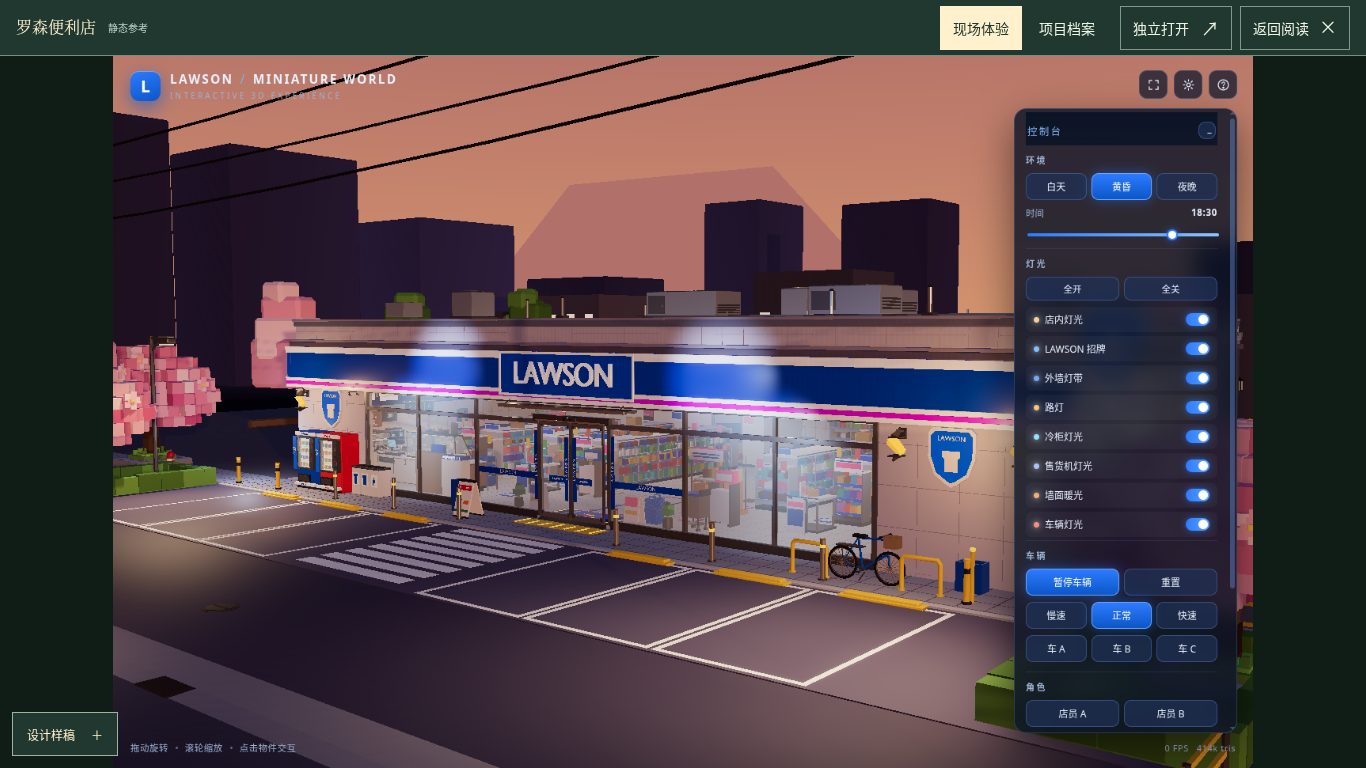 罗森便利店 静态参考
现场体验 项目档案 独立打开 返回阅读
L LAWSON / MINIATURE WORLD
INTERACTIVE 3D EXPERIENCE
控制台
环境
白天 黄昏 夜晚
时间 18:30
灯光
全开 全关
店内灯光
LAWSON 招牌
外墙灯带
路灯
冷柜灯光
售货机灯光
墙面暖光
车辆灯光
车辆
暂停车辆 重置
慢速 正常 快速
车 A 车 B 车 C
角色
店员 A 店员 B
LAWSON
LAWSON
LAWSON
设计样稿 +
拖动旋转 • 滚轮缩放 • 点击物件交互
0 FPS 414k tris